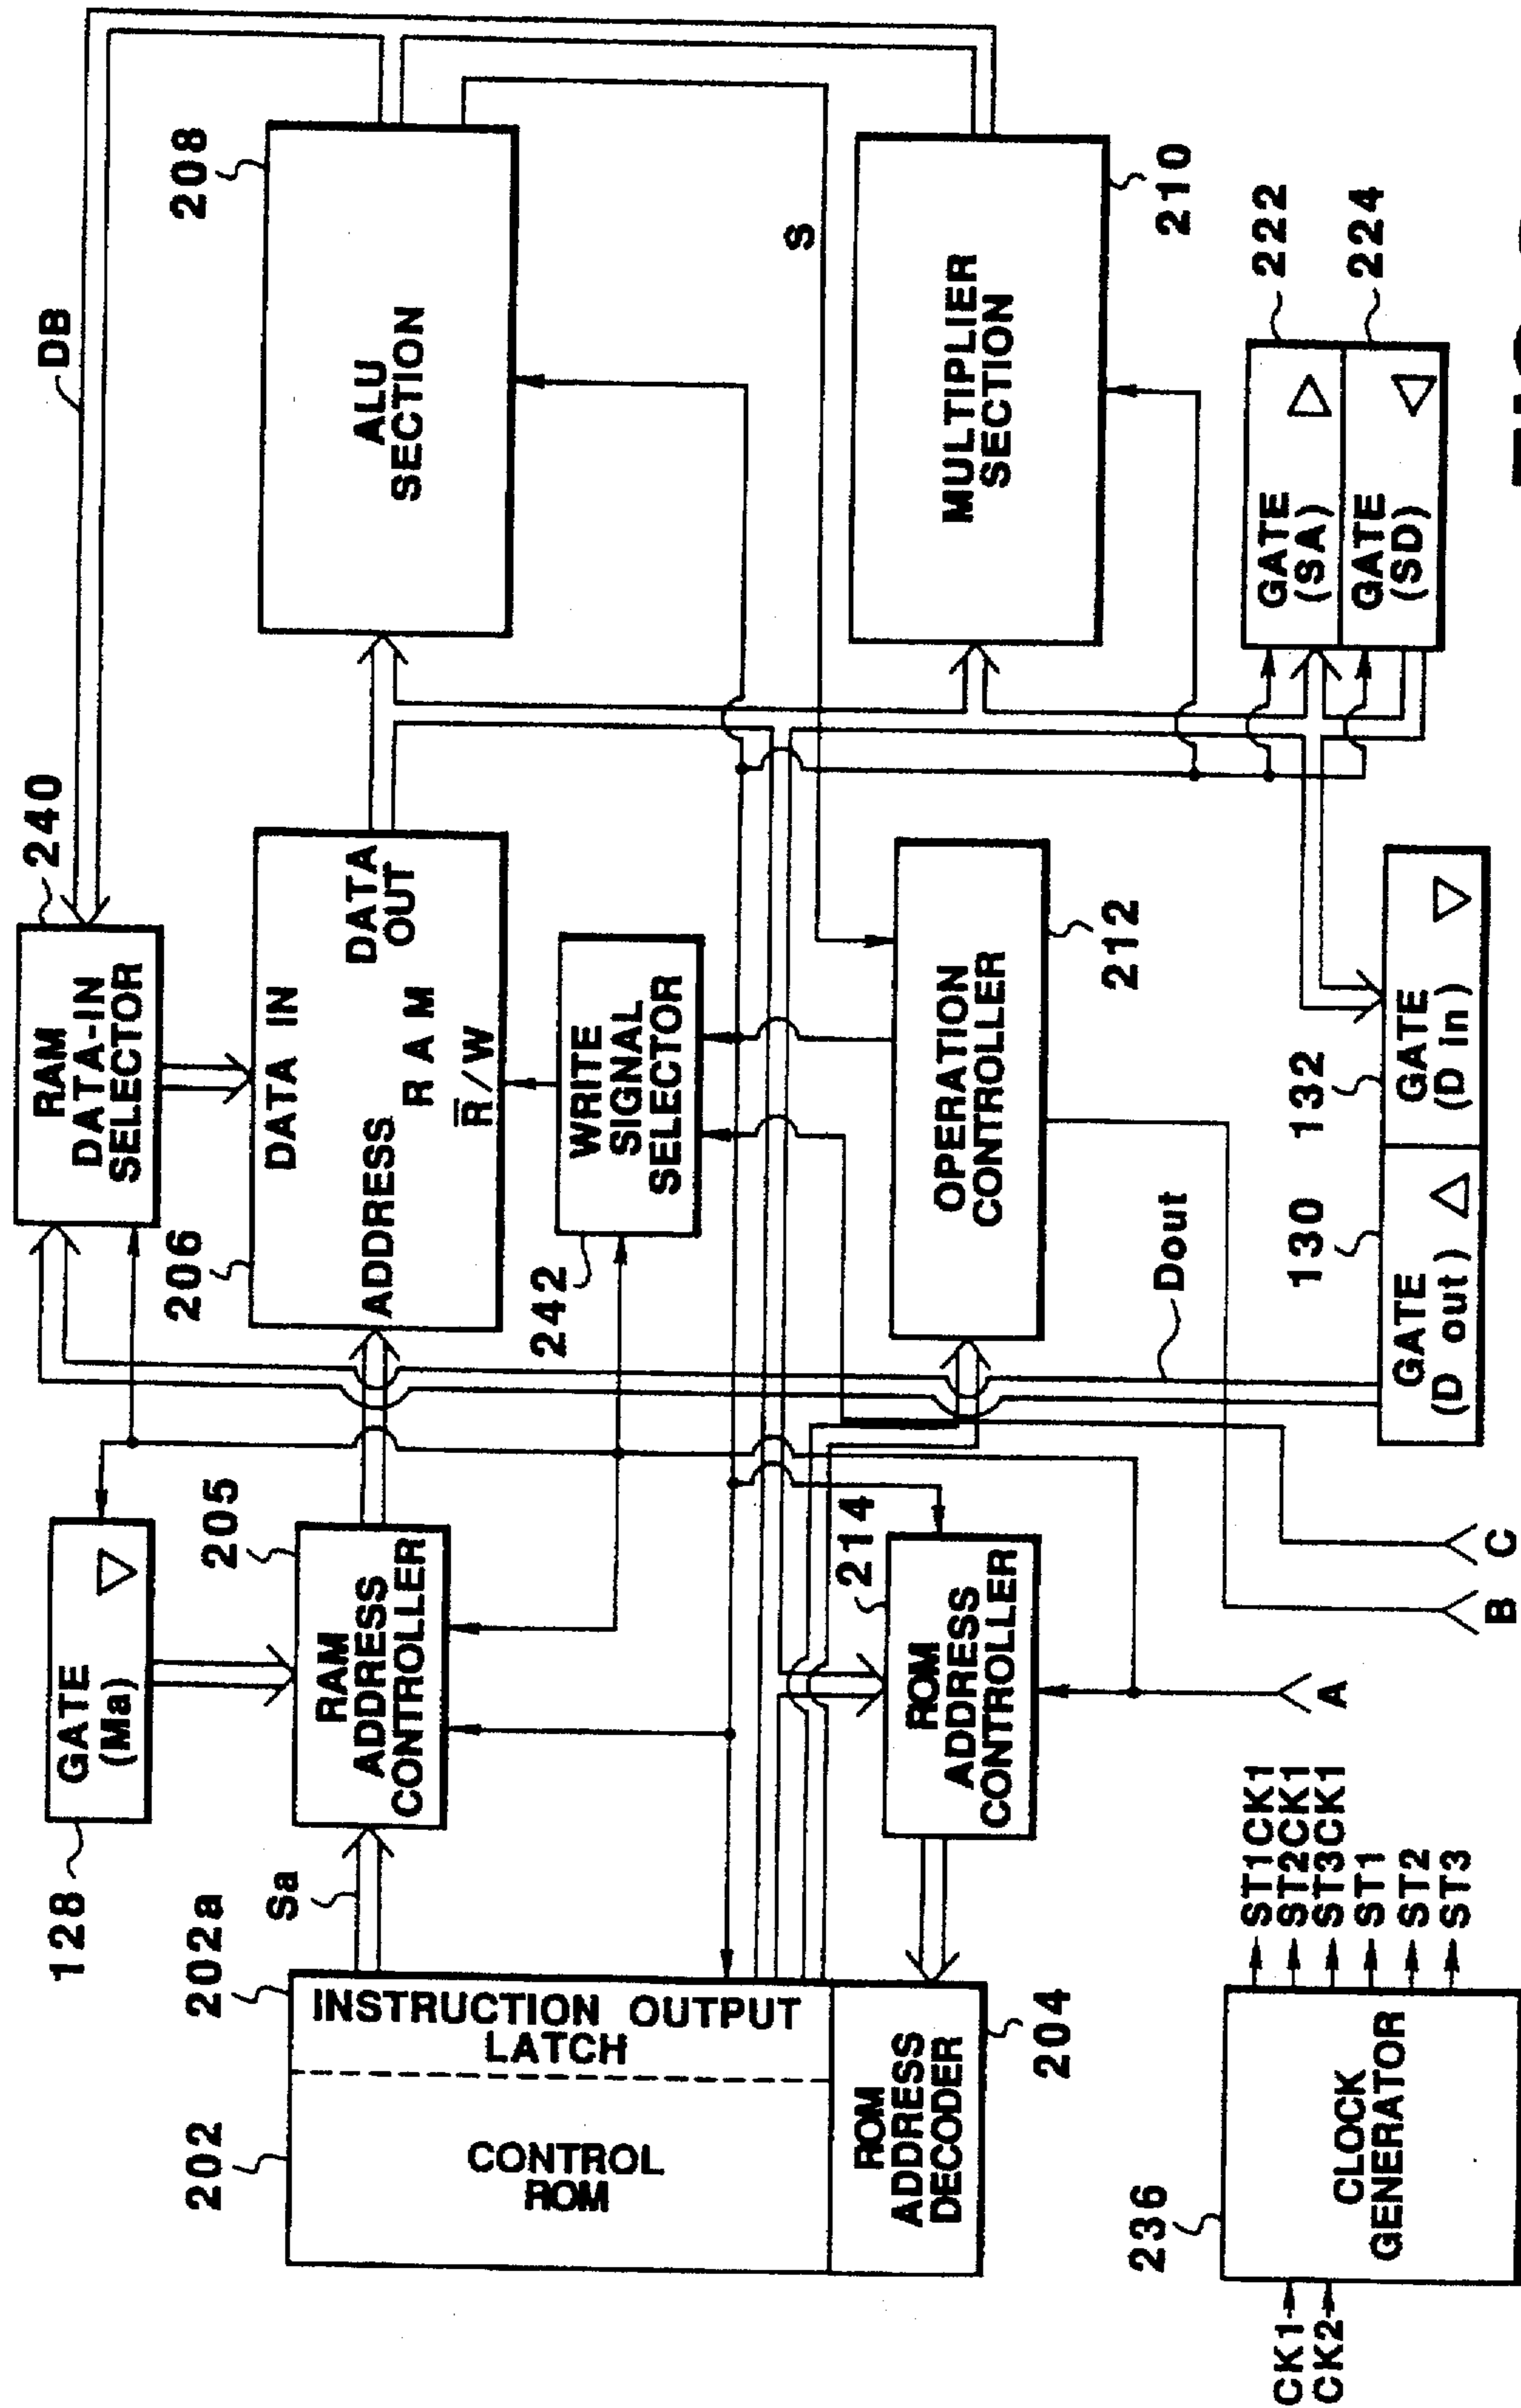 DB
240
RAM
DATA-IN
SELECTOR
128
GATE
(Ma)
208
ALU
SECTION
206
DATA IN
DATA
OUT
ADDRESS
R A M
R̅/W
205
RAM
ADDRESS
CONTROLLER
Sa
202a
INSTRUCTION OUTPUT
LATCH
202
CONTROL
ROM
242
WRITE
SIGNAL
SELECTOR
S
MULTIPLIER
SECTION
210
OPERATION
CONTROLLER
212
214
ROM
ADDRESS
CONTROLLER
ROM
ADDRESS
DECODER
204
Dout
GATE
(SA)
222
GATE
(SD)
224
130
GATE
(D out)
132
GATE
(D in)
A
B
C
236
CLOCK
GENERATOR
CK1
CK2
ST1CK1
ST2CK1
ST3CK1
ST1
ST2
ST3